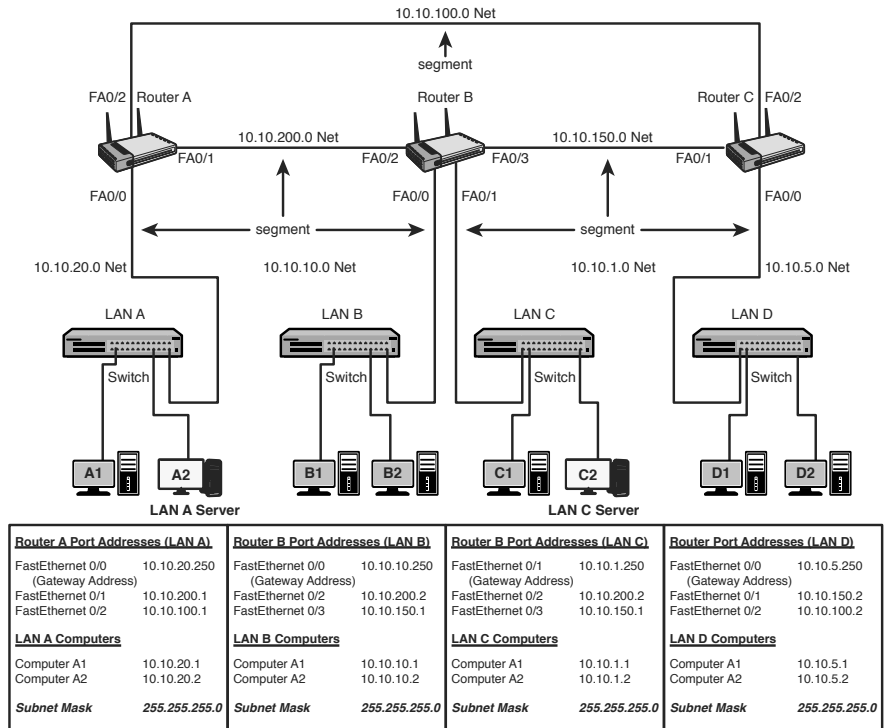 10.10.100.0 Net
segment
FA0/2 Router A
Router B
Router C FA0/2
10.10.200.0 Net
10.10.150.0 Net
FA0/1
FA0/2
FA0/3
FA0/1
FA0/0
FA0/0
FA0/1
FA0/0
segment
segment
10.10.20.0 Net
10.10.10.0 Net
10.10.1.0 Net
10.10.5.0 Net
LAN A
LAN B
LAN C
LAN D
Switch
Switch
Switch
Switch
A1
A2
B1
B2
C1
C2
D1
D2
LAN A Server
LAN C Server
Router A Port Addresses (LAN A)
FastEthernet 0/0 10.10.20.250
(Gateway Address)
FastEthernet 0/1 10.10.200.1
FastEthernet 0/2 10.10.100.1
LAN A Computers
Computer A1 10.10.20.1
Computer A2 10.10.20.2
Subnet Mask 255.255.255.0
Router B Port Addresses (LAN B)
FastEthernet 0/0 10.10.10.250
(Gateway Address)
FastEthernet 0/2 10.10.200.2
FastEthernet 0/3 10.10.150.1
LAN B Computers
Computer A1 10.10.10.1
Computer A2 10.10.10.2
Subnet Mask 255.255.255.0
Router B Port Addresses (LAN C)
FastEthernet 0/1 10.10.1.250
(Gateway Address)
FastEthernet 0/2 10.10.200.2
FastEthernet 0/3 10.10.150.1
LAN C Computers
Computer A1 10.10.1.1
Computer A2 10.10.1.2
Subnet Mask 255.255.255.0
Router Port Addresses (LAN D)
FastEthernet 0/0 10.10.5.250
(Gateway Address)
FastEthernet 0/1 10.10.150.2
FastEthernet 0/2 10.10.100.2
LAN D Computers
Computer A1 10.10.5.1
Computer A2 10.10.5.2
Subnet Mask 255.255.255.0